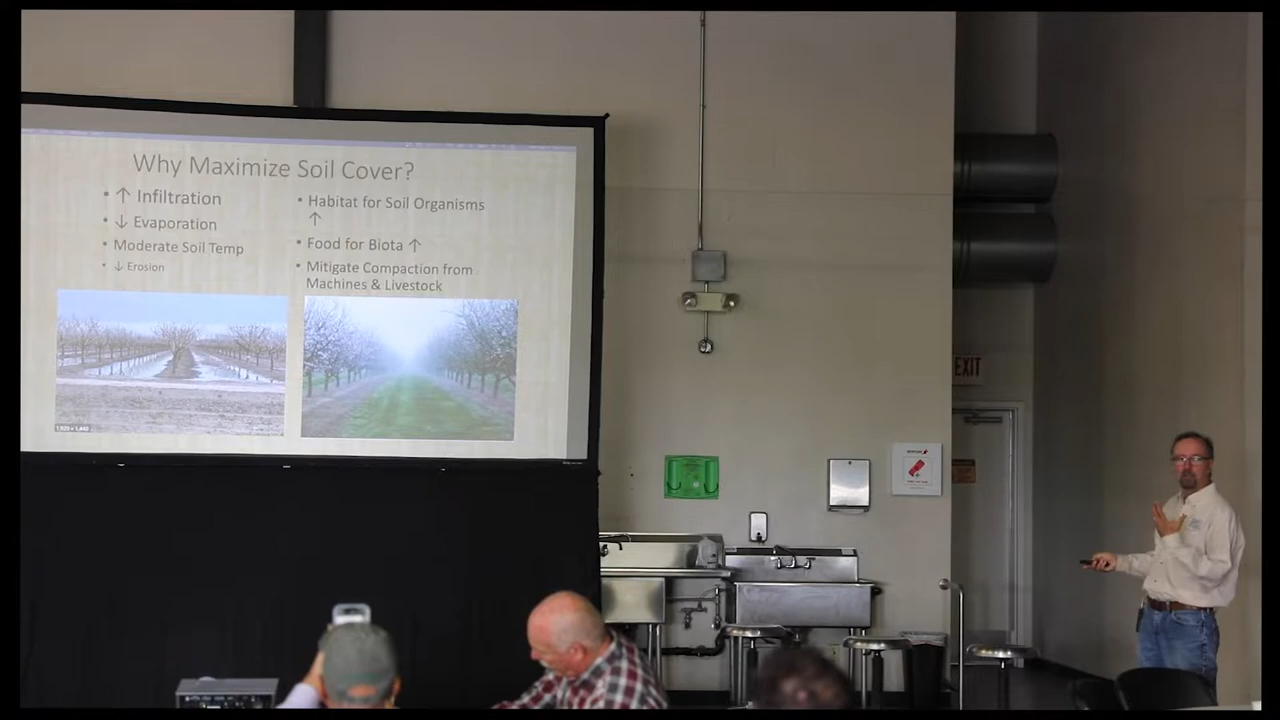 Why Maximize Soil Cover?
• ↑ Infiltration
• ↓ Evaporation
• Moderate Soil Temp
• ↓ Erosion
• Habitat for Soil Organisms
↑
• Food for Biota ↑
• Mitigate Compaction from
Machines & Livestock
EXIT